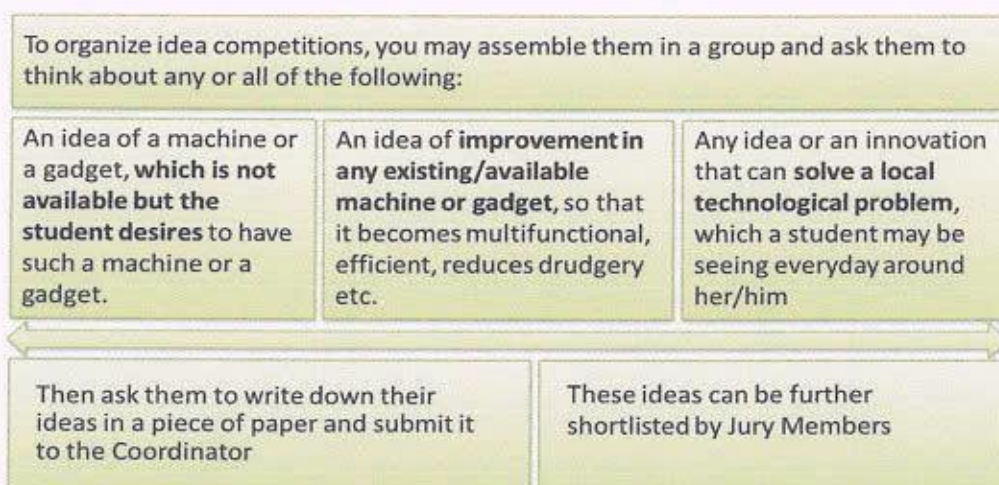 To organize idea competitions, you may assemble them in a group and ask them to
think about any or all of the following:
An idea of a machine or
a gadget, which is not
available but the
student desires to have
such a machine or a
gadget.
An idea of improvement in
any existing/available
machine or gadget, so that
it becomes multifunctional,
efficient, reduces drudgery
etc.
Any idea or an innovation
that can solve a local
technological problem,
which a student may be
seeing everyday around
her/him
Then ask them to write down their
ideas in a piece of paper and submit it
to the Coordinator
These ideas can be further
shortlisted by Jury Members